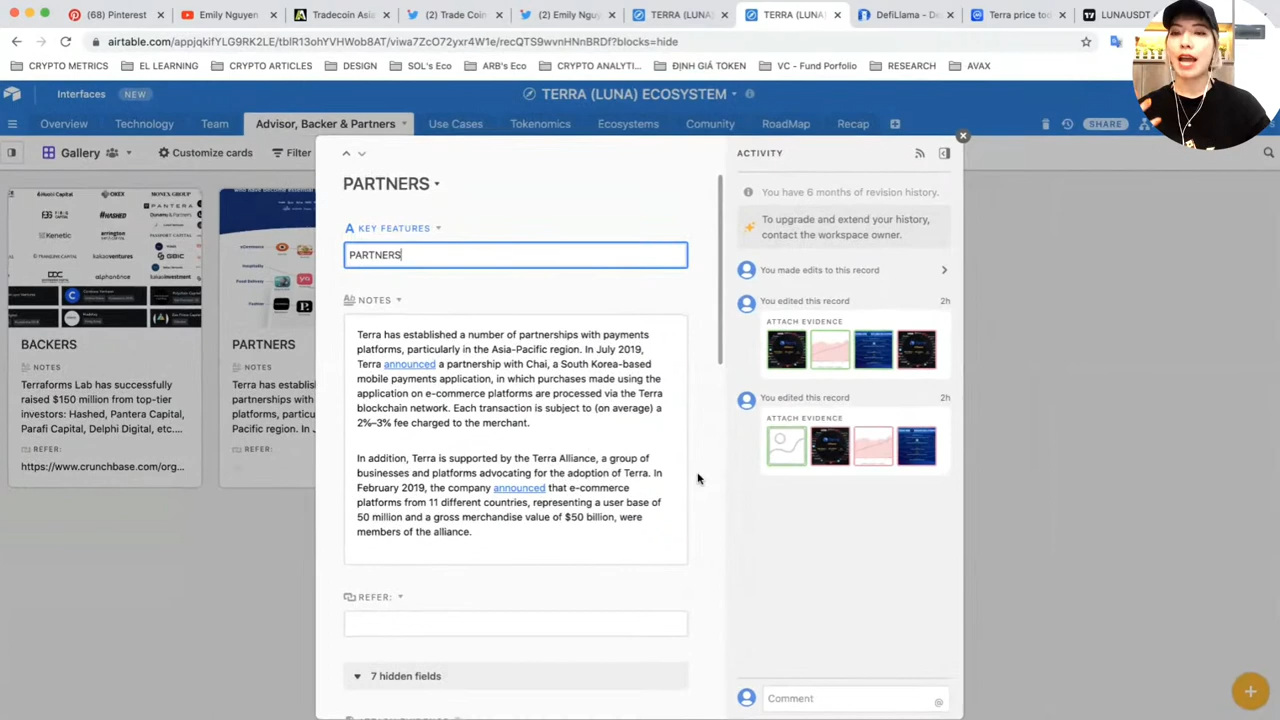 (68) Pinterest
Emily Nguyen
Tradecoin Asia
(2) Trade Coin
(2) Emily Nguye
TERRA (LUNA)
TERRA (LUNA)
DefiLlama - De
Terra price tod
LUNAUSDT
airtable.com/appjqkifYLG9RK2LE/tblR13ohYVHWob8AT/viwa7ZcO72yxr4W1e/recQTS9wvnHNnBRDf?blocks=hide
CRYPTO METRICS
EL LEARNING
CRYPTO ARTICLES
DESIGN
SOL's Eco
ARB's Eco
CRYPTO ANALYTI...
ĐỊNH GIÁ TOKEN
VC - Fund Porfolio
RESEARCH
AVAX
Interfaces NEW
TERRA (LUNA) ECOSYSTEM
Overview
Technology
Team
Advisor, Backer & Partners
Use Cases
Tokenomics
Ecosystems
Comunity
RoadMap
Recap
SHARE
Gallery
Customize cards
Filter
BACKERS
NOTES
Terraforms Lab has successfully
raised $150 million from top-tier
investors: Hashed, Pantera Capital,
Parafi Capital, Delphi Digital, etc....
REFER:
https://www.crunchbase.com/org...
PARTNERS
NOTES
Terra has establis
partnerships with
platforms, particu
Pacific region. In
REFER:
PARTNERS
KEY FEATURES
PARTNERS
NOTES
Terra has established a number of partnerships with payments
platforms, particularly in the Asia-Pacific region. In July 2019,
Terra announced a partnership with Chai, a South Korea-based
mobile payments application, in which purchases made using the
application on e-commerce platforms are processed via the Terra
blockchain network. Each transaction is subject to (on average) a
2%–3% fee charged to the merchant.
In addition, Terra is supported by the Terra Alliance, a group of
businesses and platforms advocating for the adoption of Terra. In
February 2019, the company announced that e-commerce
platforms from 11 different countries, representing a user base of
50 million and a gross merchandise value of $50 billion, were
members of the alliance.
REFER:
7 hidden fields
ACTIVITY
You have 6 months of revision history.
To upgrade and extend your history,
contact the workspace owner.
You made edits to this record
You edited this record 2h
ATTACH EVIDENCE
You edited this record 2h
ATTACH EVIDENCE
Comment